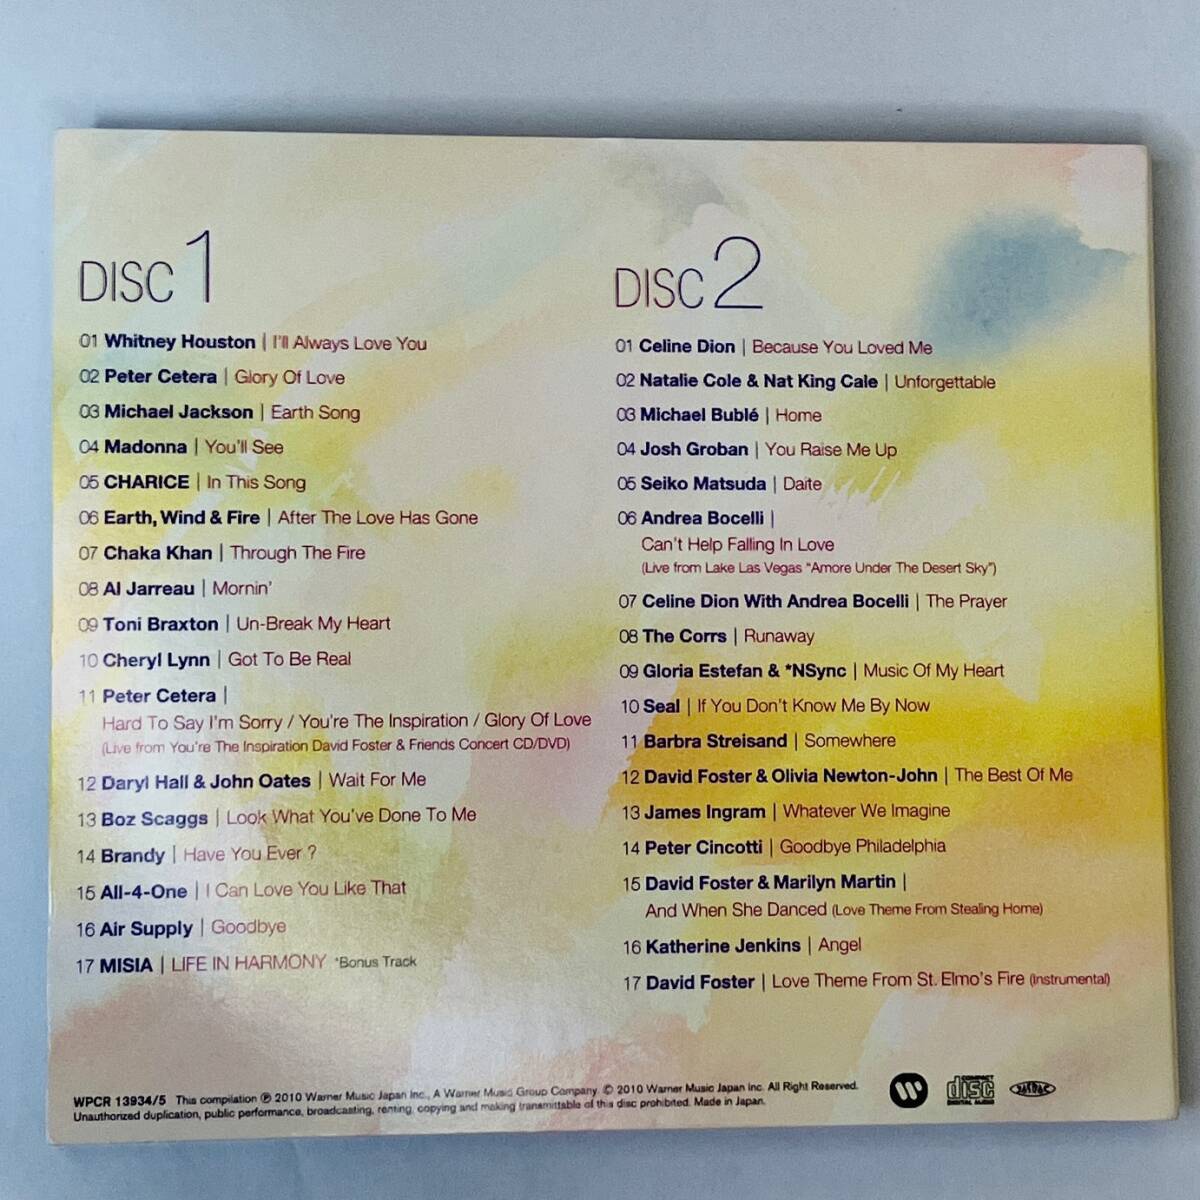 DISC 1
01 Whitney Houston | I'll Always Love You
02 Peter Cetera | Glory Of Love
03 Michael Jackson | Earth Song
04 Madonna | You'll See
05 CHARICE | In This Song
06 Earth, Wind & Fire | After The Love Has Gone
07 Chaka Khan | Through The Fire
08 Al Jarreau | Mornin'
09 Toni Braxton | Un-Break My Heart
10 Cheryl Lynn | Got To Be Real
11 Peter Cetera |
Hard To Say I'm Sorry / You're The Inspiration / Glory Of Love
(Live from You're The Inspiration David Foster & Friends Concert CD/DVD)
12 Daryl Hall & John Oates | Wait For Me
13 Boz Scaggs | Look What You've Done To Me
14 Brandy | Have You Ever ?
15 All-4-One | I Can Love You Like That
16 Air Supply | Goodbye
17 MISIA | LIFE IN HARMONY *Bonus Track
DISC 2
01 Celine Dion | Because You Loved Me
02 Natalie Cole & Nat King Cale | Unforgettable
03 Michael Bublé | Home
04 Josh Groban | You Raise Me Up
05 Seiko Matsuda | Daite
06 Andrea Bocelli |
Can't Help Falling In Love
(Live from Lake Las Vegas "Amore Under The Desert Sky")
07 Celine Dion With Andrea Bocelli | The Prayer
08 The Corrs | Runaway
09 Gloria Estefan & *NSync | Music Of My Heart
10 Seal | If You Don't Know Me By Now
11 Barbra Streisand | Somewhere
12 David Foster & Olivia Newton-John | The Best Of Me
13 James Ingram | Whatever We Imagine
14 Peter Cincotti | Goodbye Philadelphia
15 David Foster & Marilyn Martin |
And When She Danced (Love Theme From Stealing Home)
16 Katherine Jenkins | Angel
17 David Foster | Love Theme From St. Elmo's Fire (Instrumental)
WPCR 13934/5 This compilation ℗ 2010 Warner Music Japan Inc., A Warner Music Group Company. © 2010 Warner Music Japan Inc. All Right Reserved.
Unauthorized duplication, public performance, broadcasting, renting, copying and making transmittable of this disc prohibited. Made in Japan.
COMPACT
disc
DIGITAL AUDIO
JASRAC